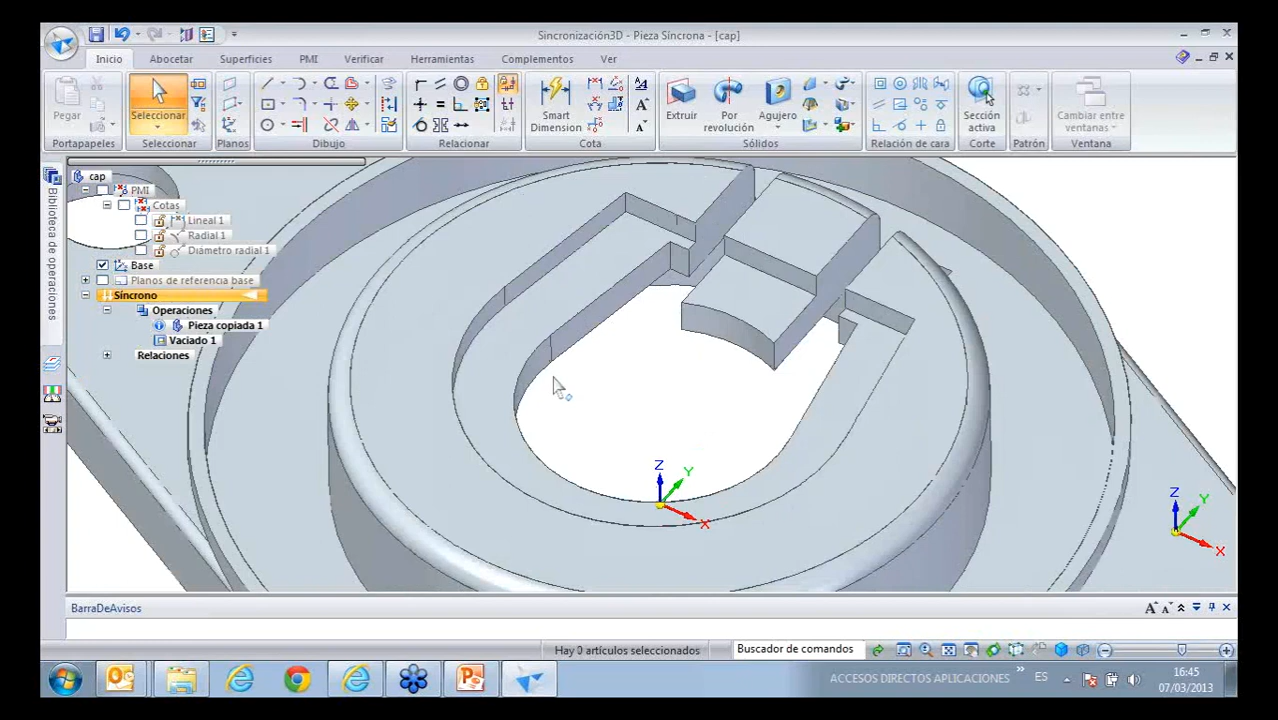 Sincronización3D - Pieza Síncrona - [cap]
Inicio Abocetar Superficies PMI Verificar Herramientas Complementos Ver
Pegar Seleccionar Smart Dimension A A A Extruir Por revolución Agujero Sección activa Cambiar entre ventanas
Portapapeles Seleccionar Planos Dibujo Relacionar Cota Sólidos Relación de cara Corte Patrón Ventana
Biblioteca de operaciones
cap
PMI
Cotas
Lineal 1
Radial 1
Diámetro radial 1
Base
Planos de referencia base
Síncrono
Operaciones
Pieza copiada 1
Vaciado 1
Relaciones
Z Y X
Z Y X
BarraDeAvisos
Hay 0 artículos seleccionados Buscador de comandos
ACCESOS DIRECTOS APLICACIONES » ES 16:45
07/03/2013